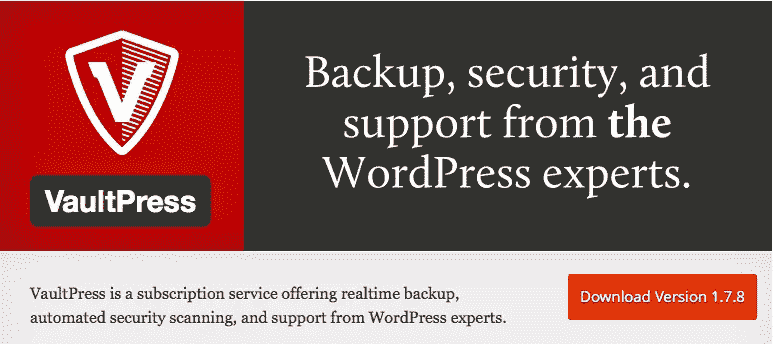 V
VaultPress
Backup, security, and
support from the
WordPress experts.
VaultPress is a subscription service offering realtime backup,
automated security scanning, and support from WordPress experts.
Download Version 1.7.8